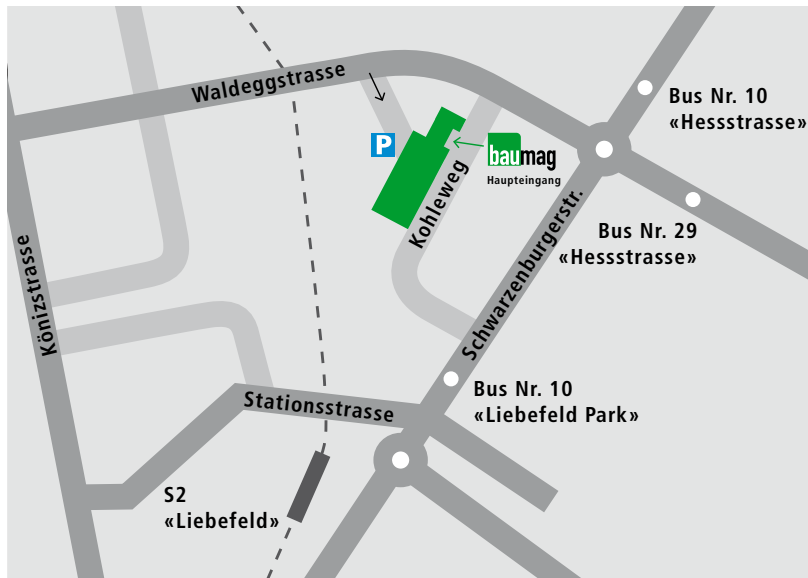 Waldeggstrasse
Bus Nr. 10
«Hessstrasse»
P
baumag
Haupteingang
Kohleweg
Bus Nr. 29
«Hessstrasse»
Schwarzenburgerstr.
Könizstrasse
Bus Nr. 10
«Liebefeld Park»
Stationsstrasse
S2
«Liebefeld»